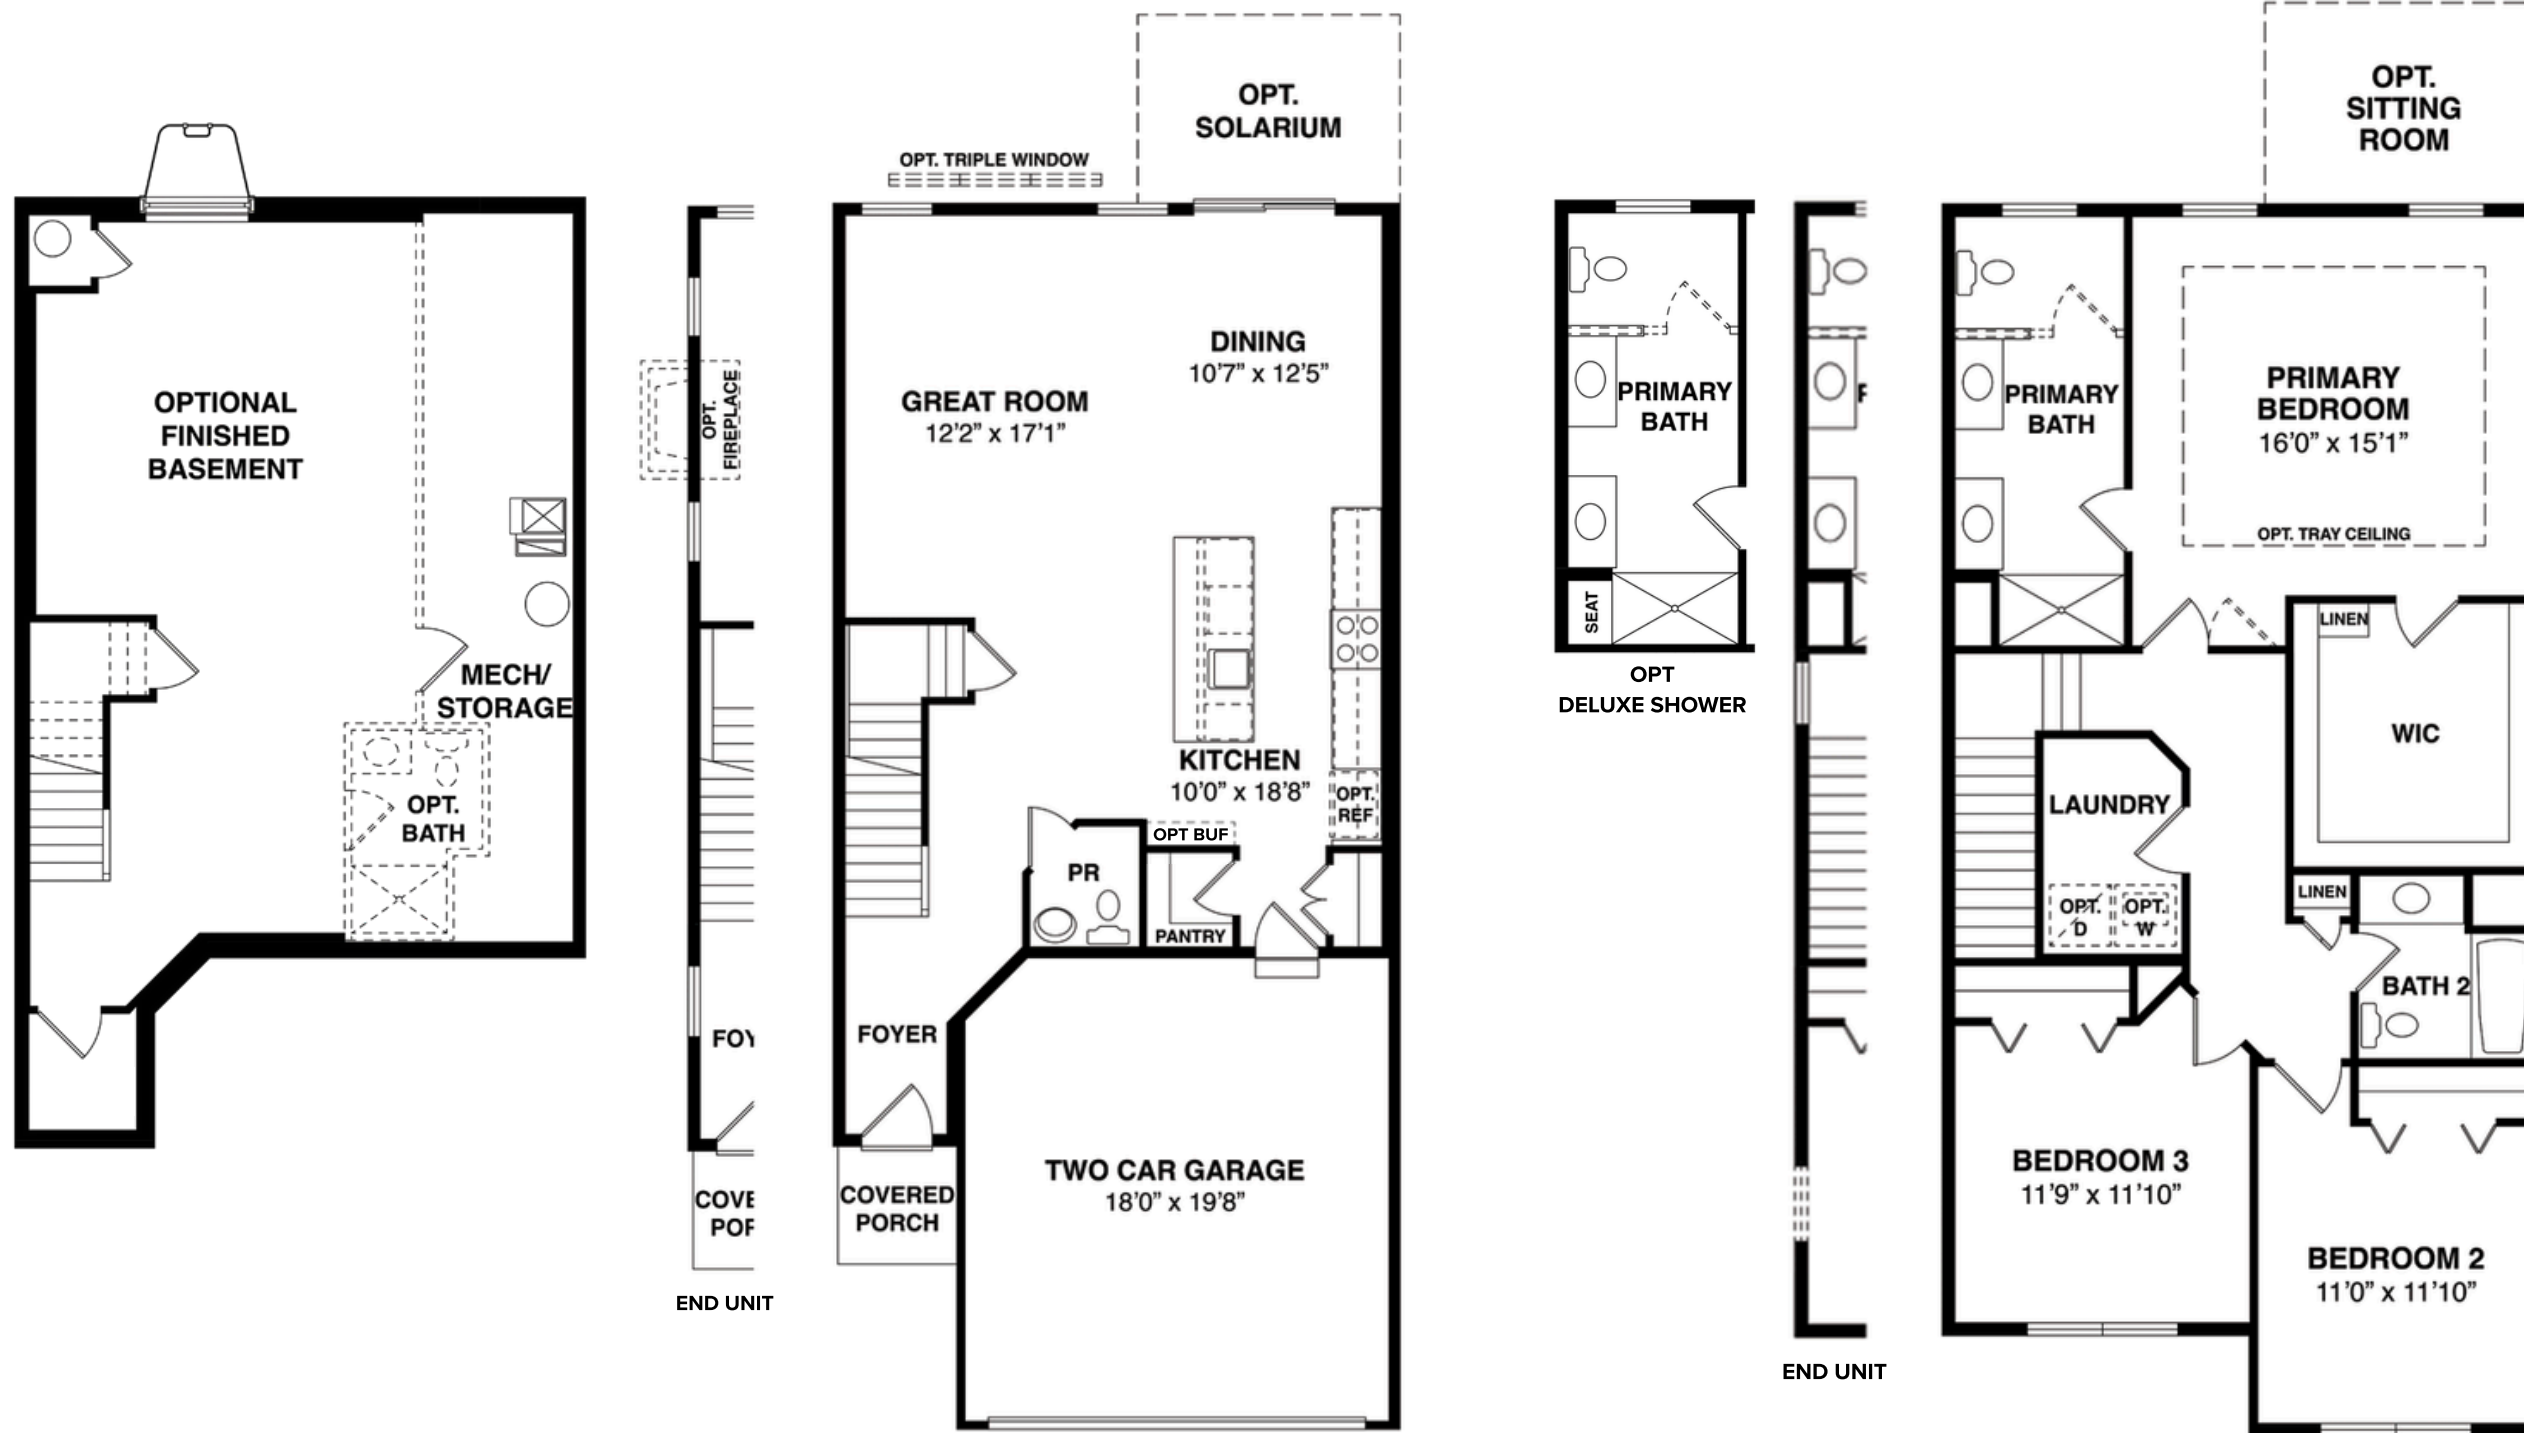 OPTIONAL
FINISHED
BASEMENT
MECH/
STORAGE
OPT.
BATH
OPT.
FIREPLACE
FOY
COVE
POF
END UNIT
OPT.
SOLARIUM
OPT. TRIPLE WINDOW
DINING
10'7” x 12'5”
GREAT ROOM
12'2” x 17'1”
KITCHEN
10'0” x 18'8”
OPT.
REF
OPT BUF
PR
PANTRY
FOYER
COVERED
PORCH
TWO CAR GARAGE
18'0” x 19'8”
PRIMARY
BATH
SEAT
OPT
DELUXE SHOWER
END UNIT
OPT.
SITTING
ROOM
PRIMARY
BATH
PRIMARY
BEDROOM
16'0” x 15'1”
OPT. TRAY CEILING
LINEN
WIC
LAUNDRY
OPT.
D
OPT.
W
LINEN
BATH 2
BEDROOM 3
11'9” x 11'10”
BEDROOM 2
11'0” x 11'10”